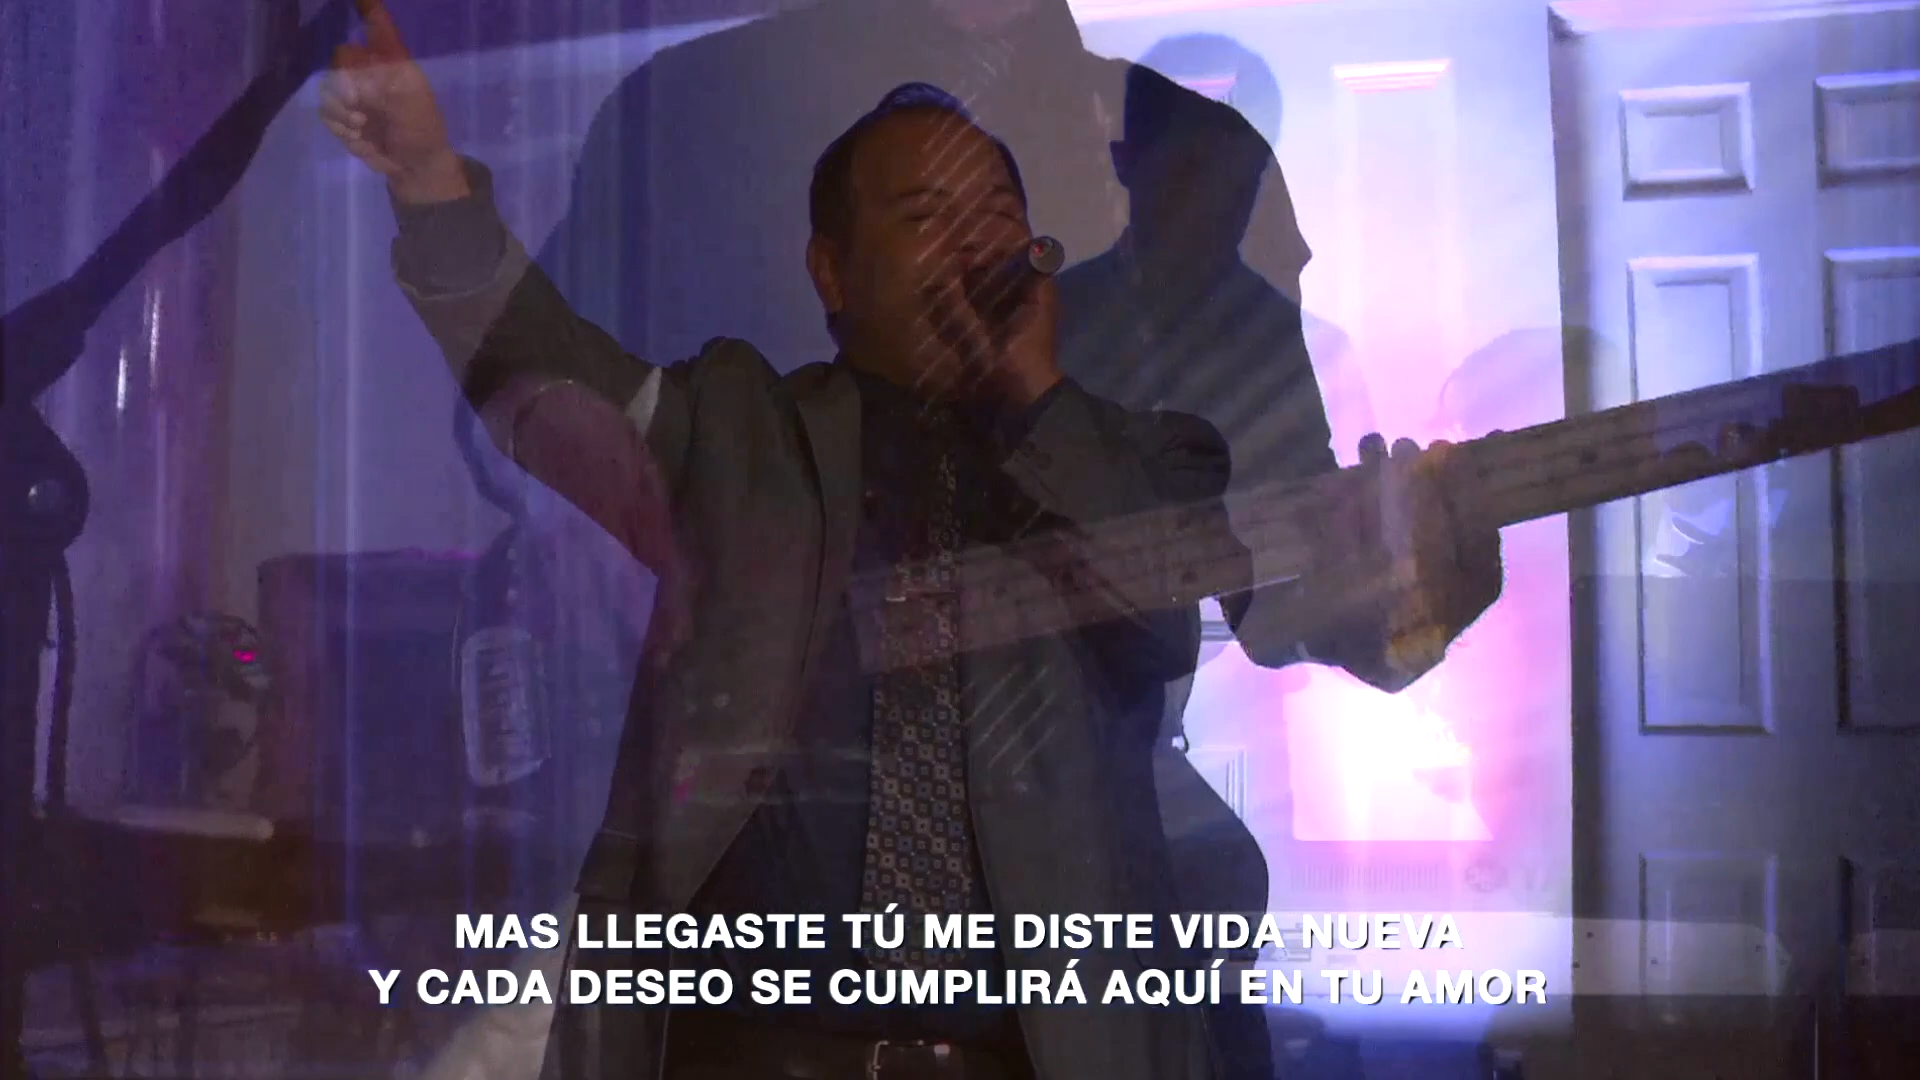 MAS LLEGASTE TÚ ME DISTE VIDA NUEVA
Y CADA DESEO SE CUMPLIRÁ AQUÍ EN TU AMOR